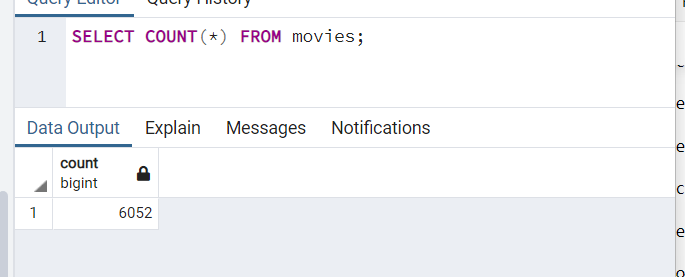 Query Editor Query History
1 SELECT COUNT(*) FROM movies;
Data Output Explain Messages Notifications
count
bigint
1 6052
e
e
c
e